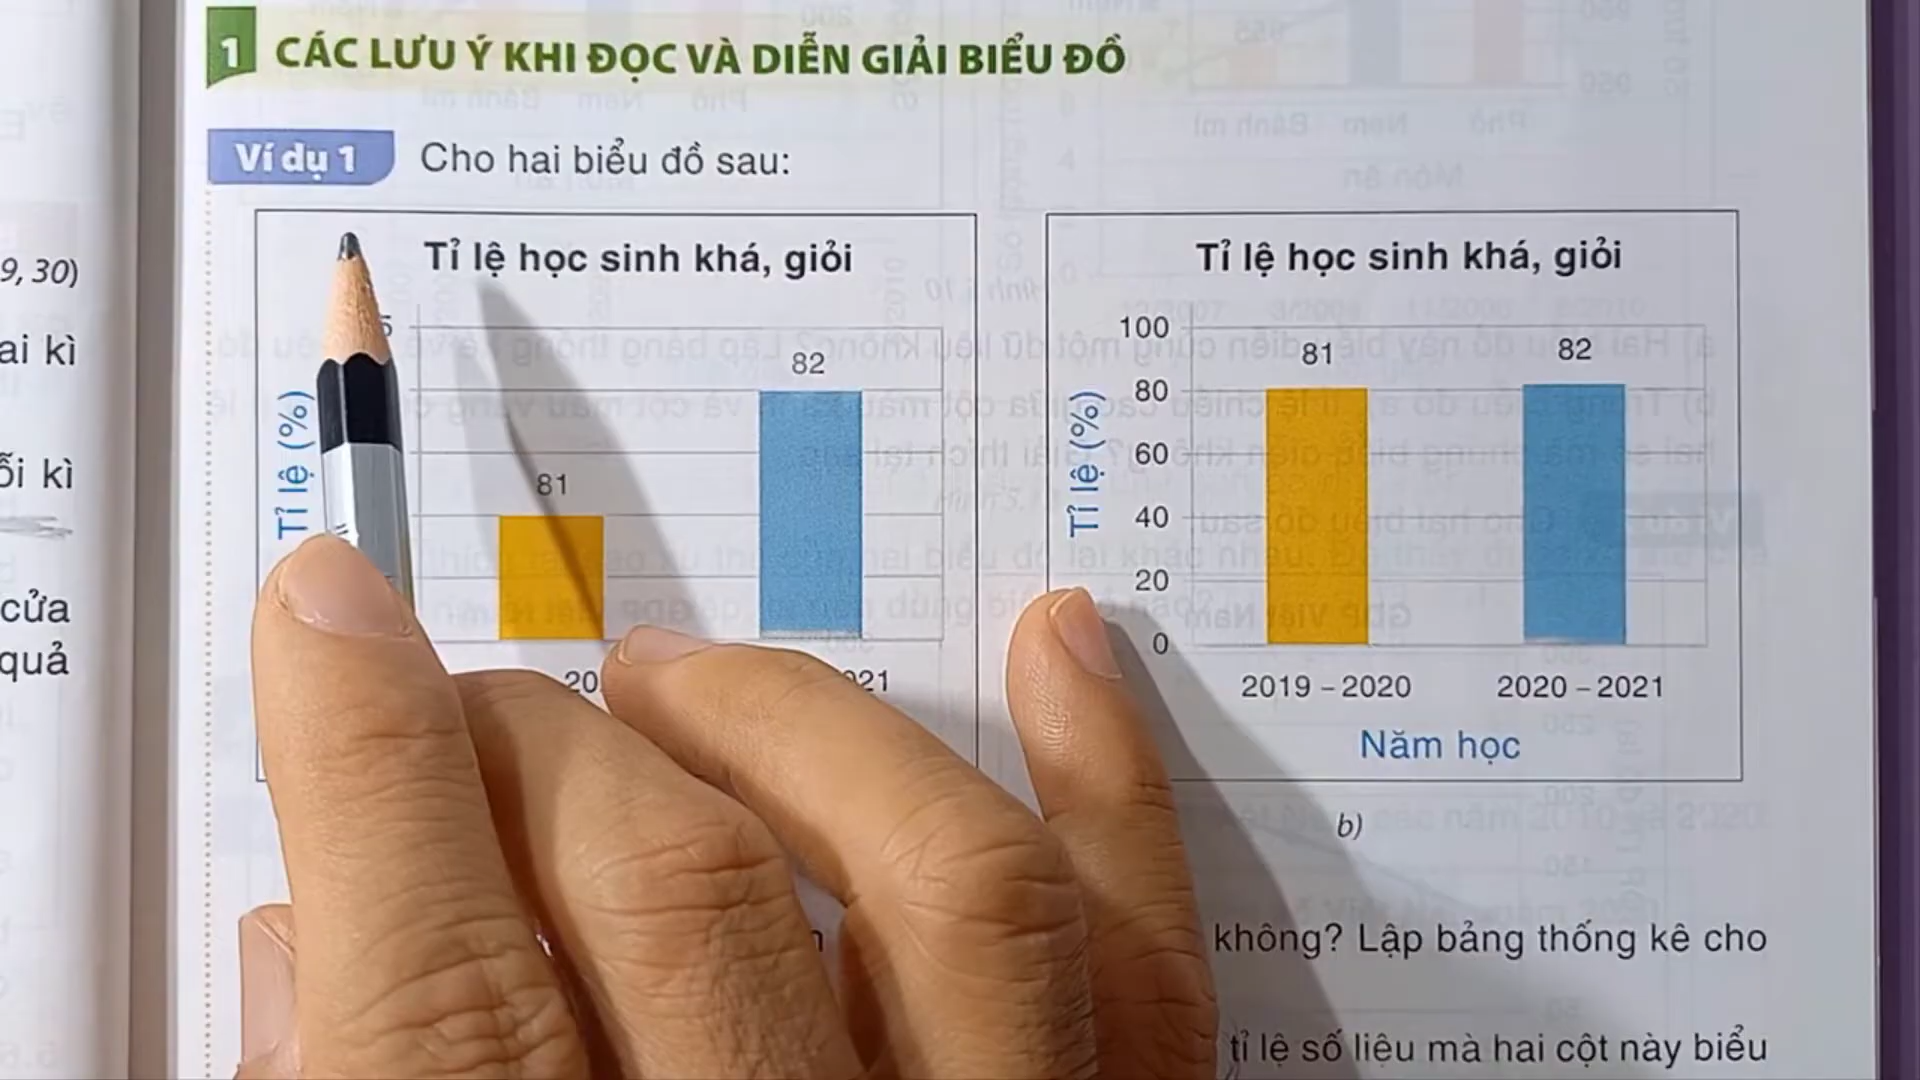 1 CÁC LƯU Ý KHI ĐỌC VÀ DIỄN GIẢI BIỂU ĐỒ
Ví dụ 1 Cho hai biểu đồ sau:
Tỉ lệ học sinh khá, giỏi
Tỉ lệ (%)
81
82
Tỉ lệ học sinh khá, giỏi
Tỉ lệ (%)
100
80
60
40
20
0
81
82
2019 – 2020
2020 – 2021
Năm học
b)
không? Lập bảng thống kê cho
tỉ lệ số liệu mà hai cột này biểu
9, 30)
ai kì
ỗi kì
cửa
quả